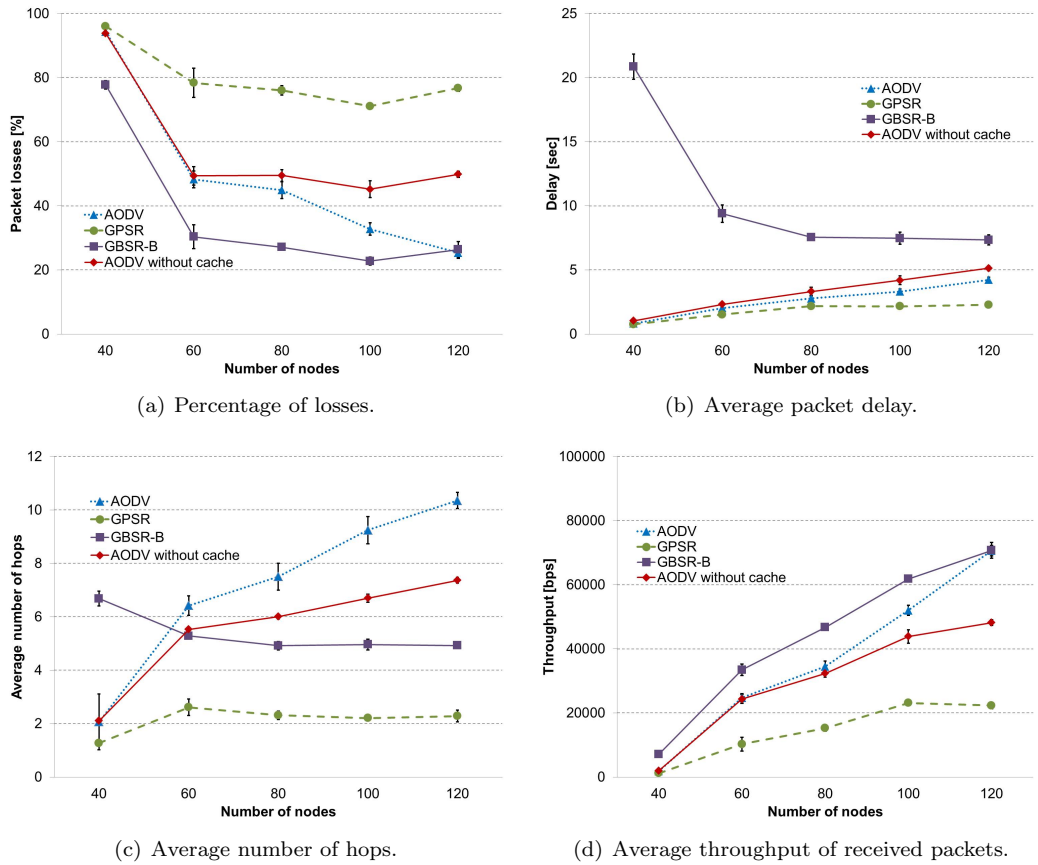 100
80
60
40
20
0
Packet losses [%]
AODV
GPSR
GBSR-B
AODV without cache
40 60 80 100 120
Number of nodes
(a) Percentage of losses.
25
20
15
10
5
0
Delay [sec]
AODV
GPSR
GBSR-B
AODV without cache
40 60 80 100 120
Number of nodes
(b) Average packet delay.
12
10
8
6
4
2
0
Average number of hops
AODV
GPSR
GBSR-B
AODV without cache
40 60 80 100 120
Number of nodes
(c) Average number of hops.
100000
80000
60000
40000
20000
0
Throughput [bps]
AODV
GPSR
GBSR-B
AODV without cache
40 60 80 100 120
Number of nodes
(d) Average throughput of received packets.